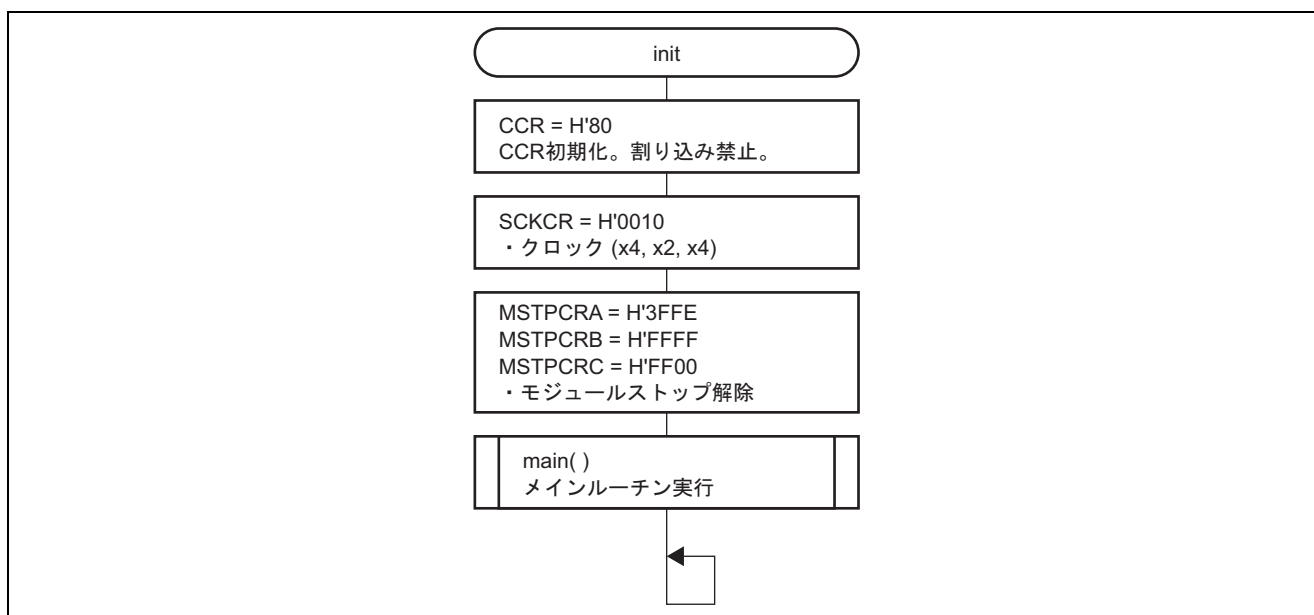 init
CCR = H'80
CCR初期化。割り込み禁止。
SCKCR = H'0010
・クロック (x4, x2, x4)
MSTPCRA = H'3FFE
MSTPCRB = H'FFFF
MSTPCRC = H'FF00
・モジュールストップ解除
main( )
メインルーチン実行